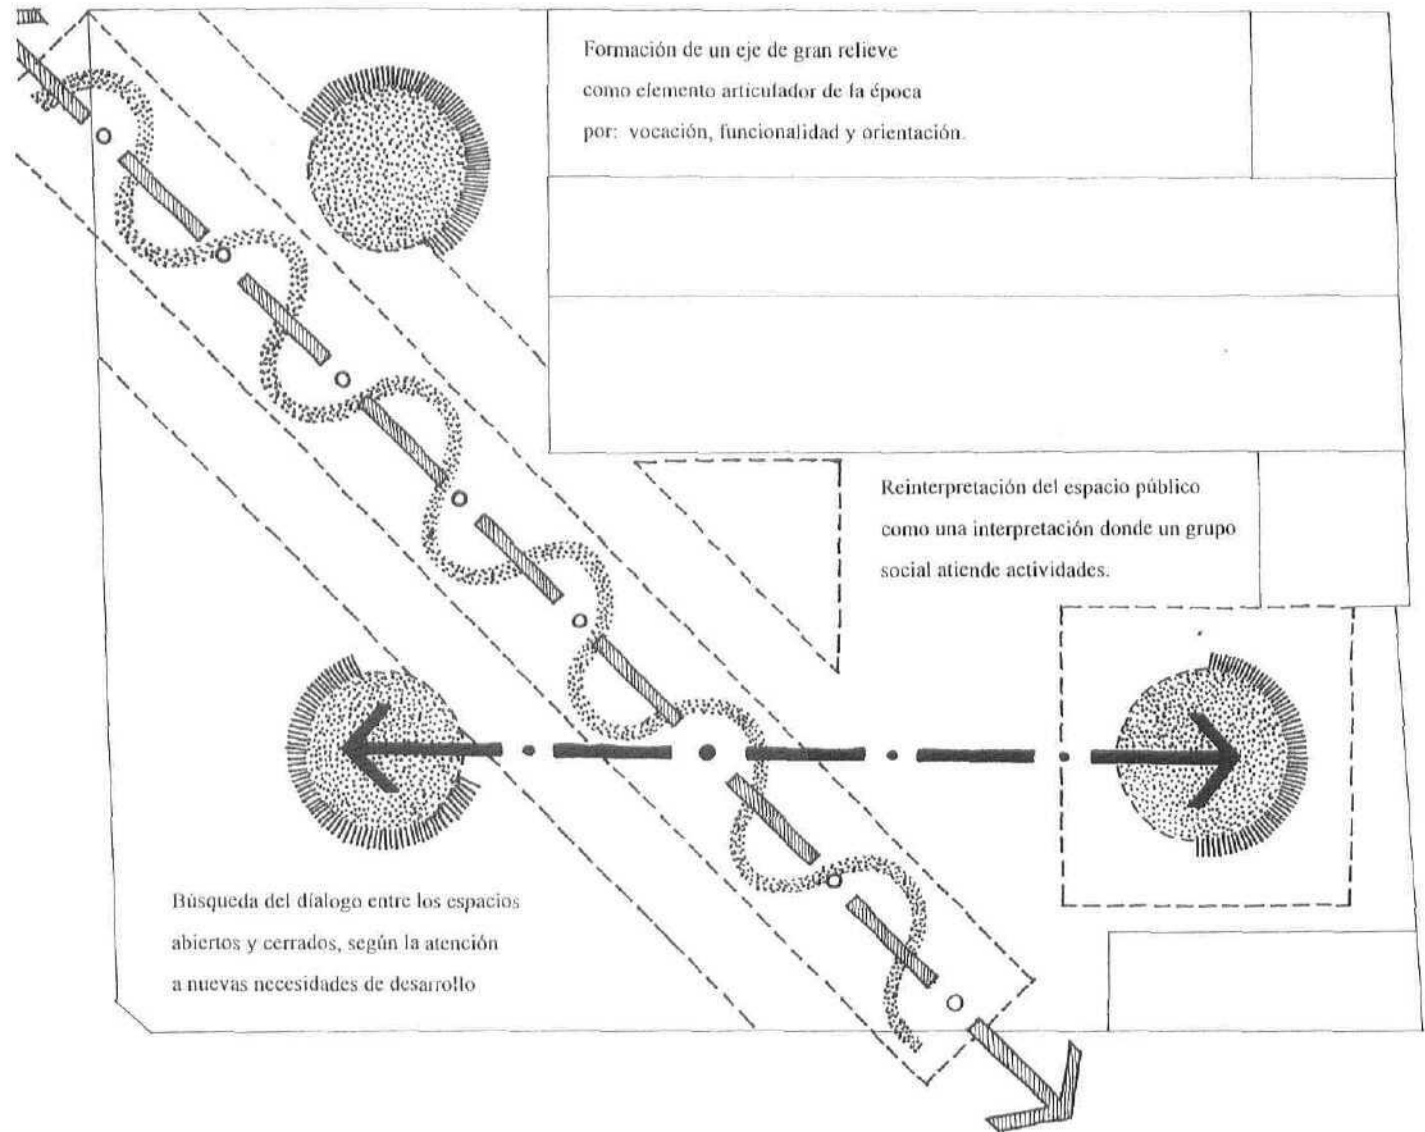 Formación de un eje de gran relieve
como elemento articulador de la época
por: vocación, funcionalidad y orientación.
Reinterpretación del espacio público
como una interpretación donde un grupo
social atiende actividades.
Búsqueda del díalogo entre los espacios
abiertos y cerrados, según la atención
a nuevas necesidades de desarrollo